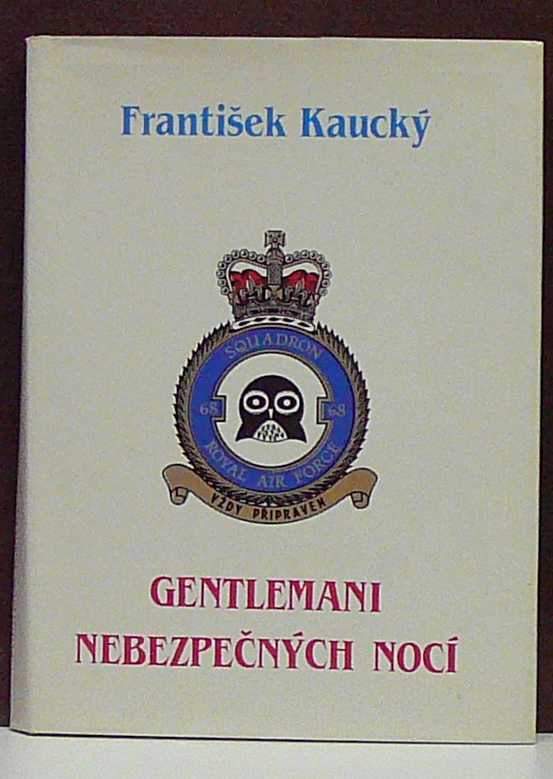 František Kaucký
SQUADRON
68 68
ROYAL AIR FORCE
VŽDY PŘIPRAVEN
GENTLEMANI
NEBEZPEČNÝCH NOCÍ